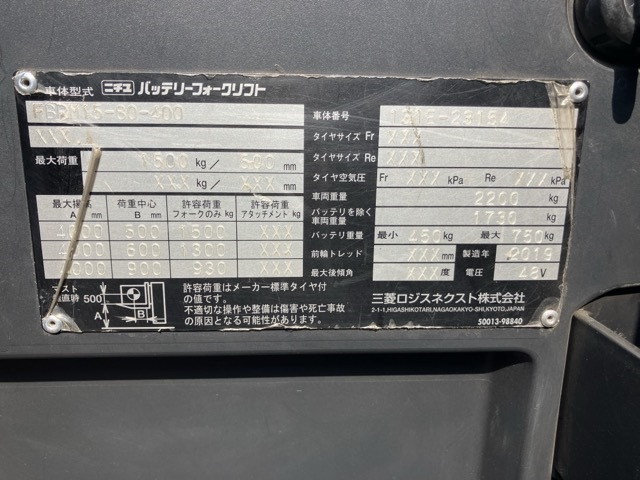 車体型式 ニチユ バッテリーフォークリフト
XXX
最大荷重 1500 kg/ 500 mm
XXX kg/ mm
最大揚高 A mm 荷重中心 B mm 許容荷重 フォークのみ kg 許容荷重 アタッチメント kg
4000 500 1500 XXX
4000 600 1300 XXX
4000 900 930 XXX
マスト垂直時 500 A B
許容荷重はメーカー標準タイヤ付
の値です。
不適切な操作や整備は傷害や死亡事故
の原因となる可能性があります。
車体番号
タイヤサイズ Fr XXX
タイヤサイズ Re XXX
タイヤ空気圧 Fr XXX kPa Re XXX kPa
車両重量 2200 kg
バッテリを除く
車両重量 1730 kg
バッテリ重量 最小 450 kg 最大 750 kg
前輪トレッド XXX mm 製造年 2019
最大後傾角 XXX 度 電圧 48 V
三菱ロジスネクスト株式会社
2-1-1,HIGASHIKOTARI,NAGAOKAKYO-SHI,KYOTO,JAPAN
50013-98840